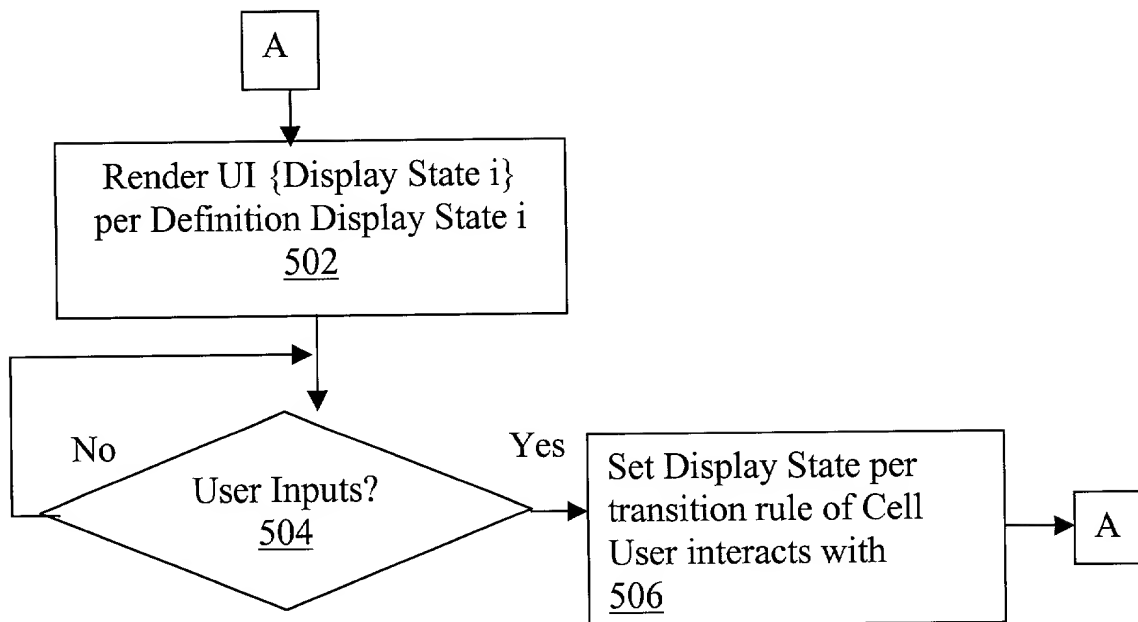 A
Render UI {Display State i}
per Definition Display State i
502
No
Yes
User Inputs?
504
Set Display State per
transition rule of Cell
User interacts with
506
A